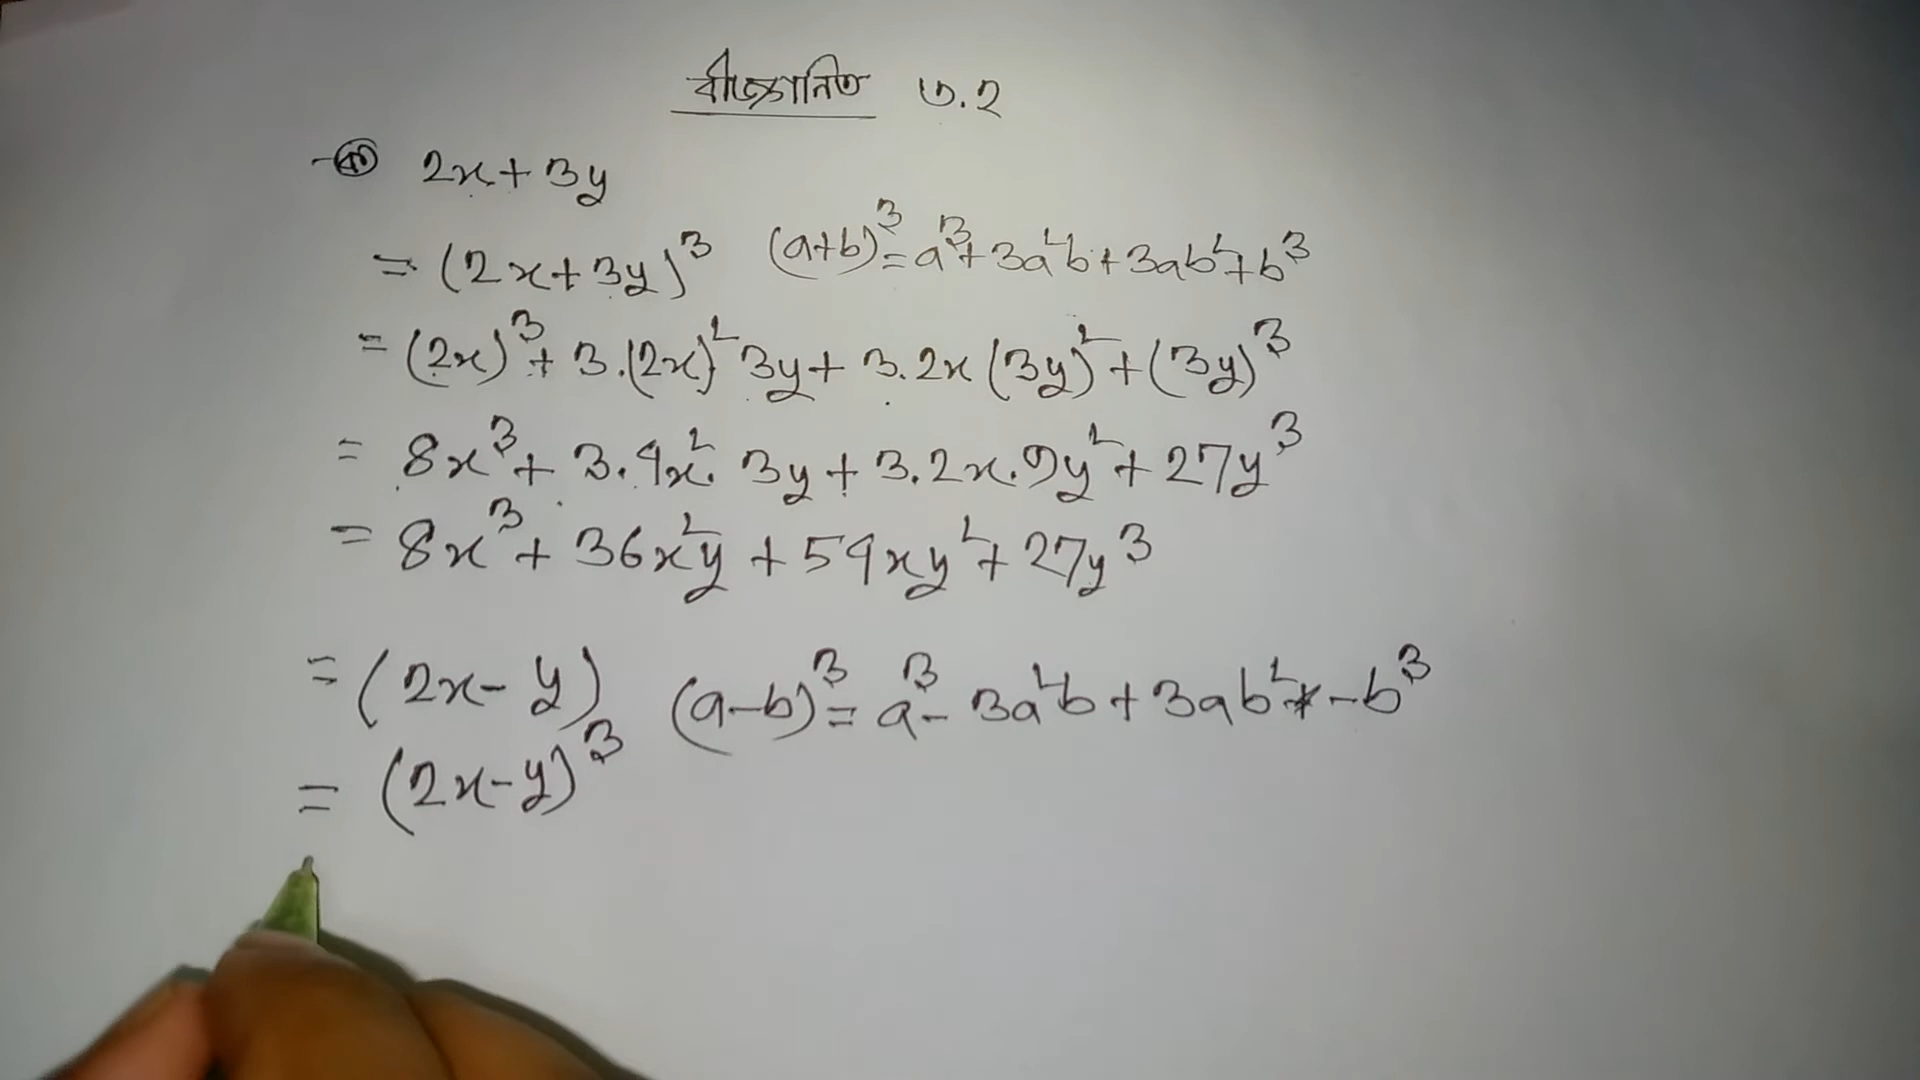 বীজগানিত ৩.২
ক 2x+3y
= (2x+3y)³ (a+b)³ = a³+3a²b+3ab²+b³
= (2x)³+3.(2x)² 3y+3.2x(3y)²+(3y)³
= 8x³+3.4x². 3y+3.2x.9y²+27y³
= 8x³+36x²y+54xy²+27y³
= (2x-y) (a-b)³ = a³-3a²b+3ab²-b³
= (2x-y)³